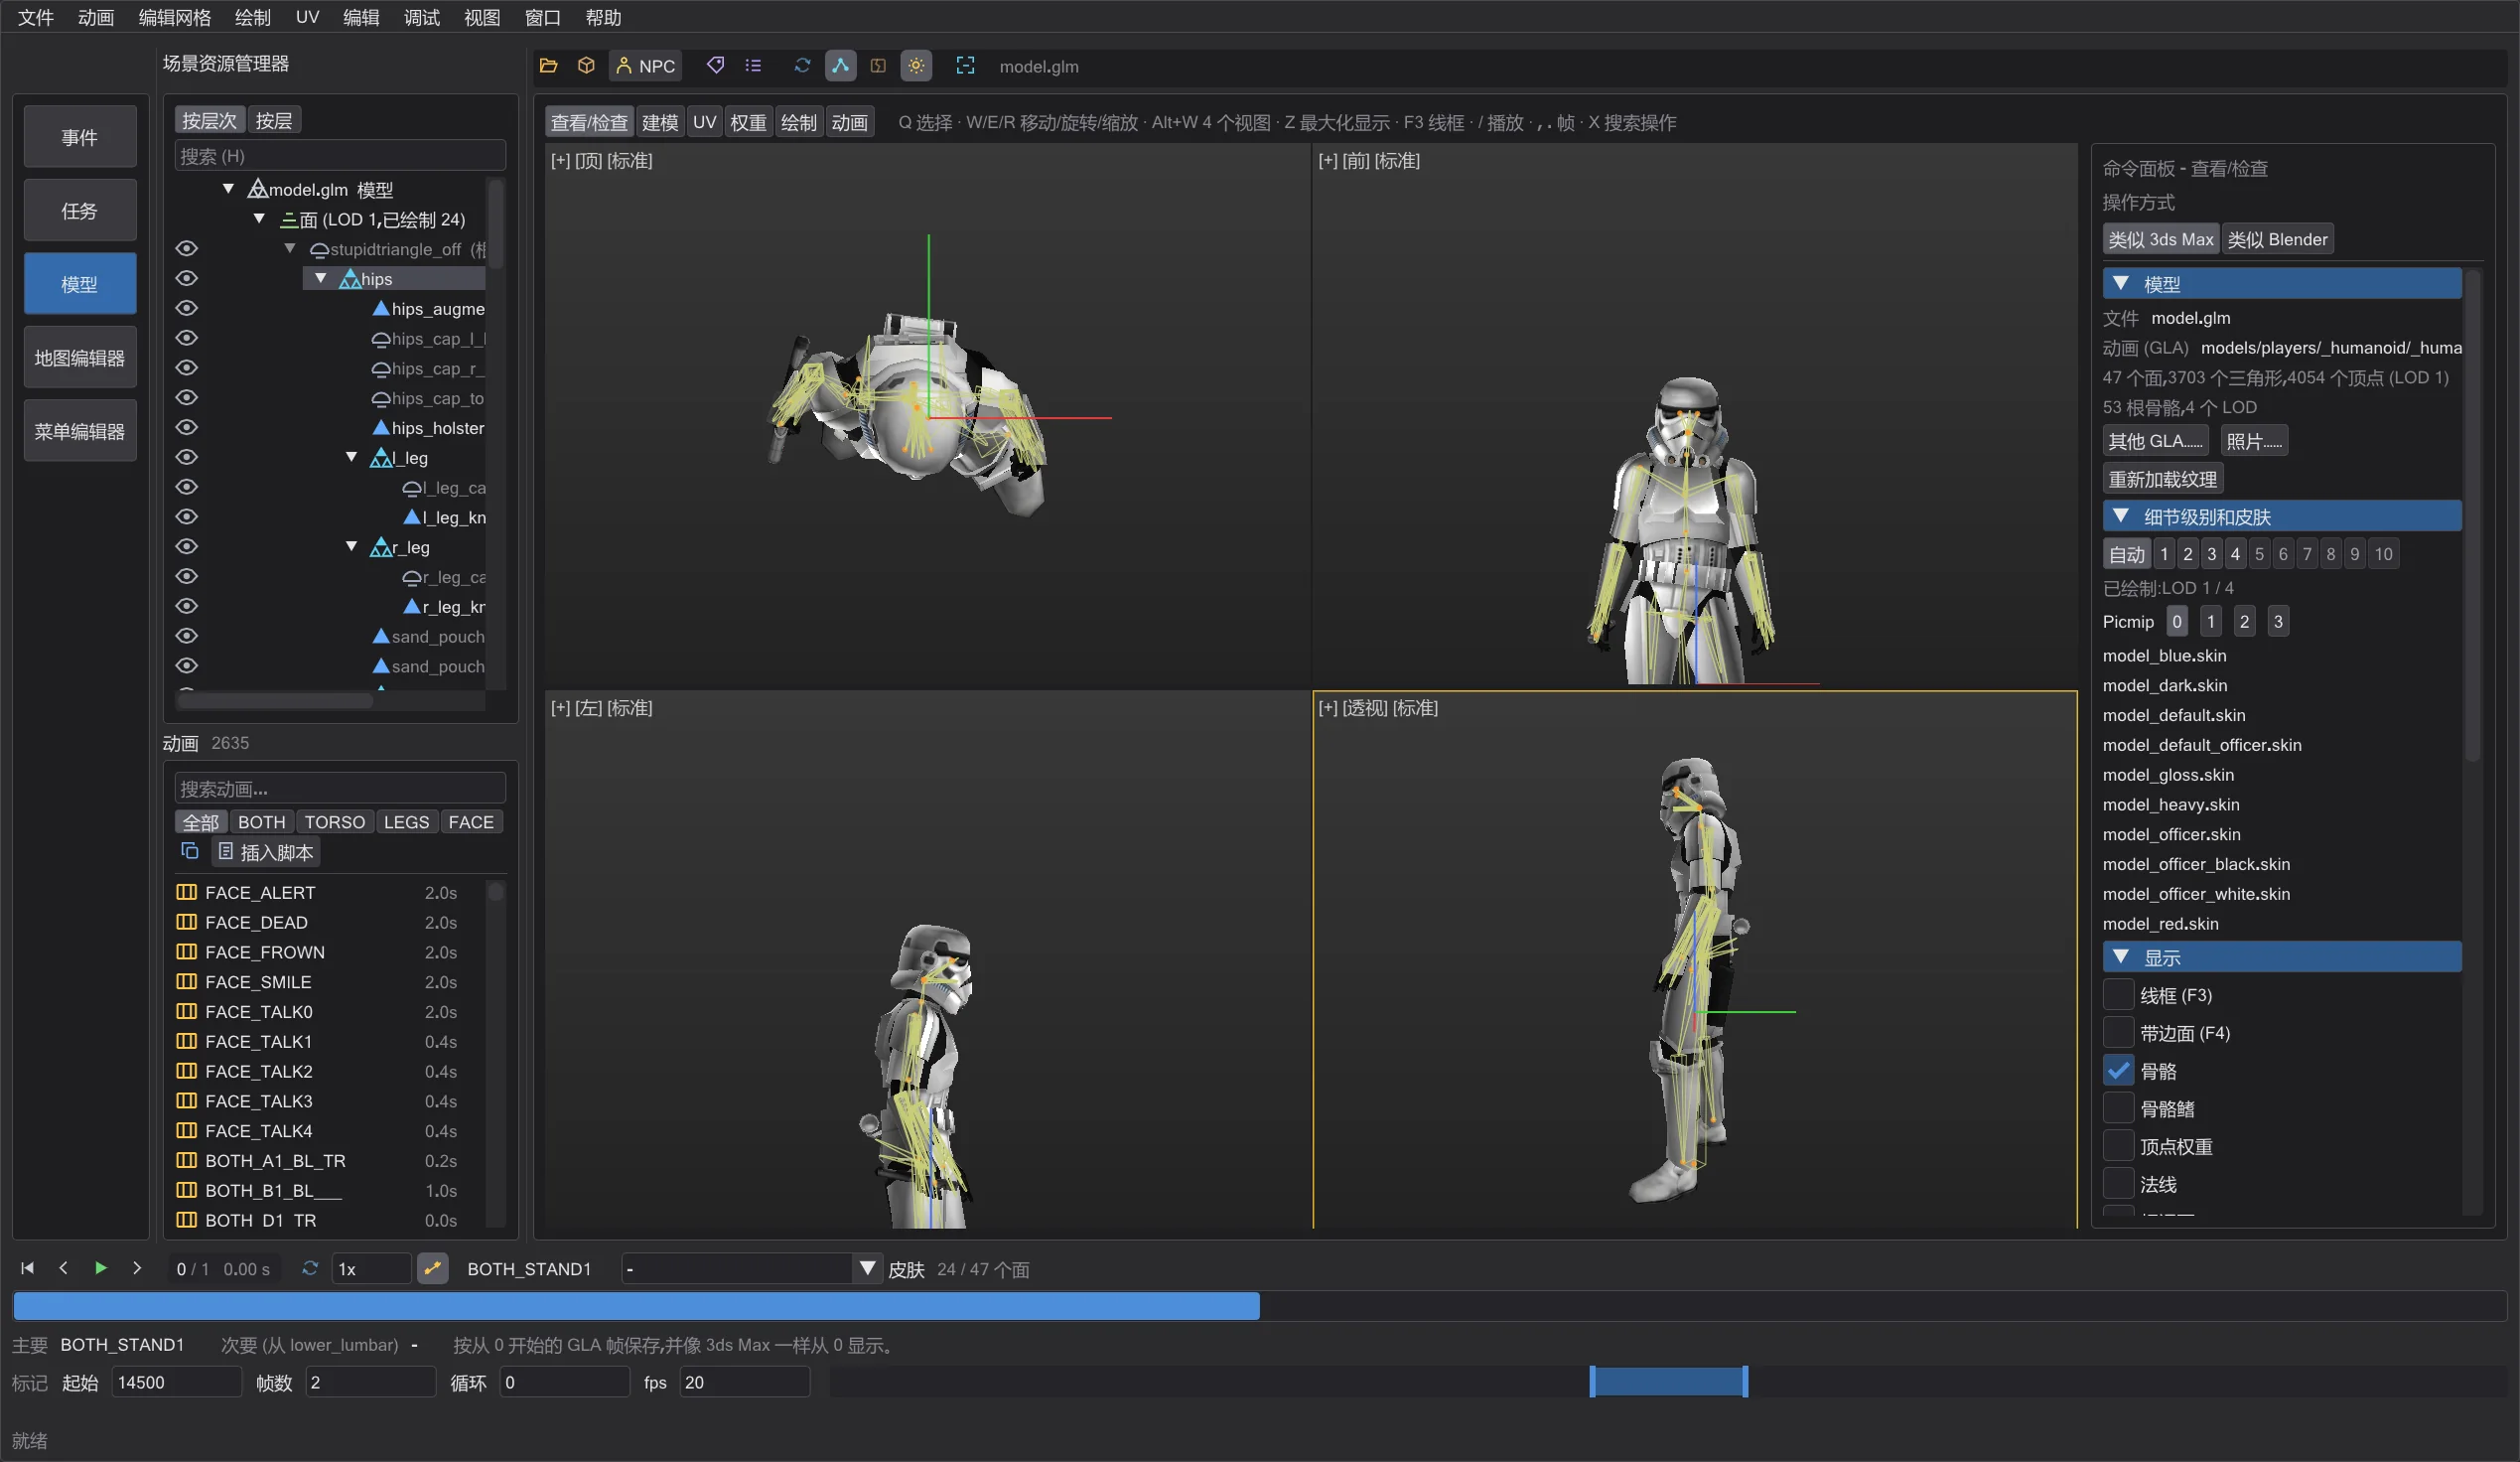 文件 动画 编辑网格 绘制 UV 编辑 调试 视图 窗口 帮助
场景资源管理器
NPC model.glm
事件
任务
模型
地图编辑器
菜单编辑器
按层次 按层
搜索 (H)
model.glm 模型
面 (LOD 1,已绘制 24)
stupidtriangle_off
hips
hips_augme
hips_cap_l_
hips_cap_r_
hips_cap_to
hips_holster
l_leg
l_leg_ca
l_leg_kn
r_leg
r_leg_ca
r_leg_kn
sand_pouch
sand_pouch
动画 2635
搜索动画...
全部 BOTH TORSO LEGS FACE
插入脚本
FACE_ALERT 2.0s
FACE_DEAD 2.0s
FACE_FROWN 2.0s
FACE_SMILE 2.0s
FACE_TALK0 2.0s
FACE_TALK1 0.4s
FACE_TALK2 0.4s
FACE_TALK3 0.4s
FACE_TALK4 0.4s
BOTH_A1_BL_TR 0.2s
BOTH_B1_BL___ 1.0s
BOTH_D1_TR 0.0s
查看/检查 建模 UV 权重 绘制 动画 Q 选择 · W/E/R 移动/旋转/缩放 · Alt+W 4 个视图 · Z 最大化显示 · F3 线框 · / 播放 · ,. 帧 · X 搜索操作
[+] [顶] [标准]
[+] [前] [标准]
[+] [左] [标准]
[+] [透视] [标准]
命令面板 - 查看/检查
操作方式
类似 3ds Max 类似 Blender
模型
文件 model.glm
动画 (GLA) models/players/_humanoid/_huma
47 个面,3703 个三角形,4054 个顶点 (LOD 1)
53 根骨骼,4 个 LOD
其他 GLA...... 照片......
重新加载纹理
细节级别和皮肤
自动 1 2 3 4 5 6 7 8 9 10
已绘制:LOD 1 / 4
Picmip 0 1 2 3
model_blue.skin
model_dark.skin
model_default.skin
model_default_officer.skin
model_gloss.skin
model_heavy.skin
model_officer.skin
model_officer_black.skin
model_officer_white.skin
model_red.skin
显示
线框 (F3)
带边面 (F4)
骨骼
骨骼鳍
顶点权重
法线
0 / 1 0.00 s 1x BOTH_STAND1 - 皮肤 24 / 47 个面
主要 BOTH_STAND1 次要 (从 lower_lumbar) - 按从 0 开始的 GLA 帧保存,并像 3ds Max 一样从 0 显示。
标记 起始 14500 帧数 2 循环 0 fps 20
就绪